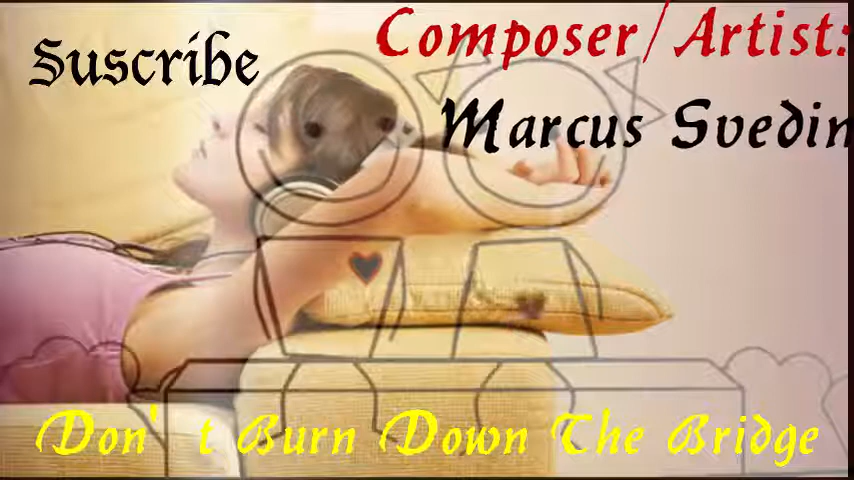 Suscribe
Composer/Artist:
Marcus Svedin
Don' t Burn Down The Bridge